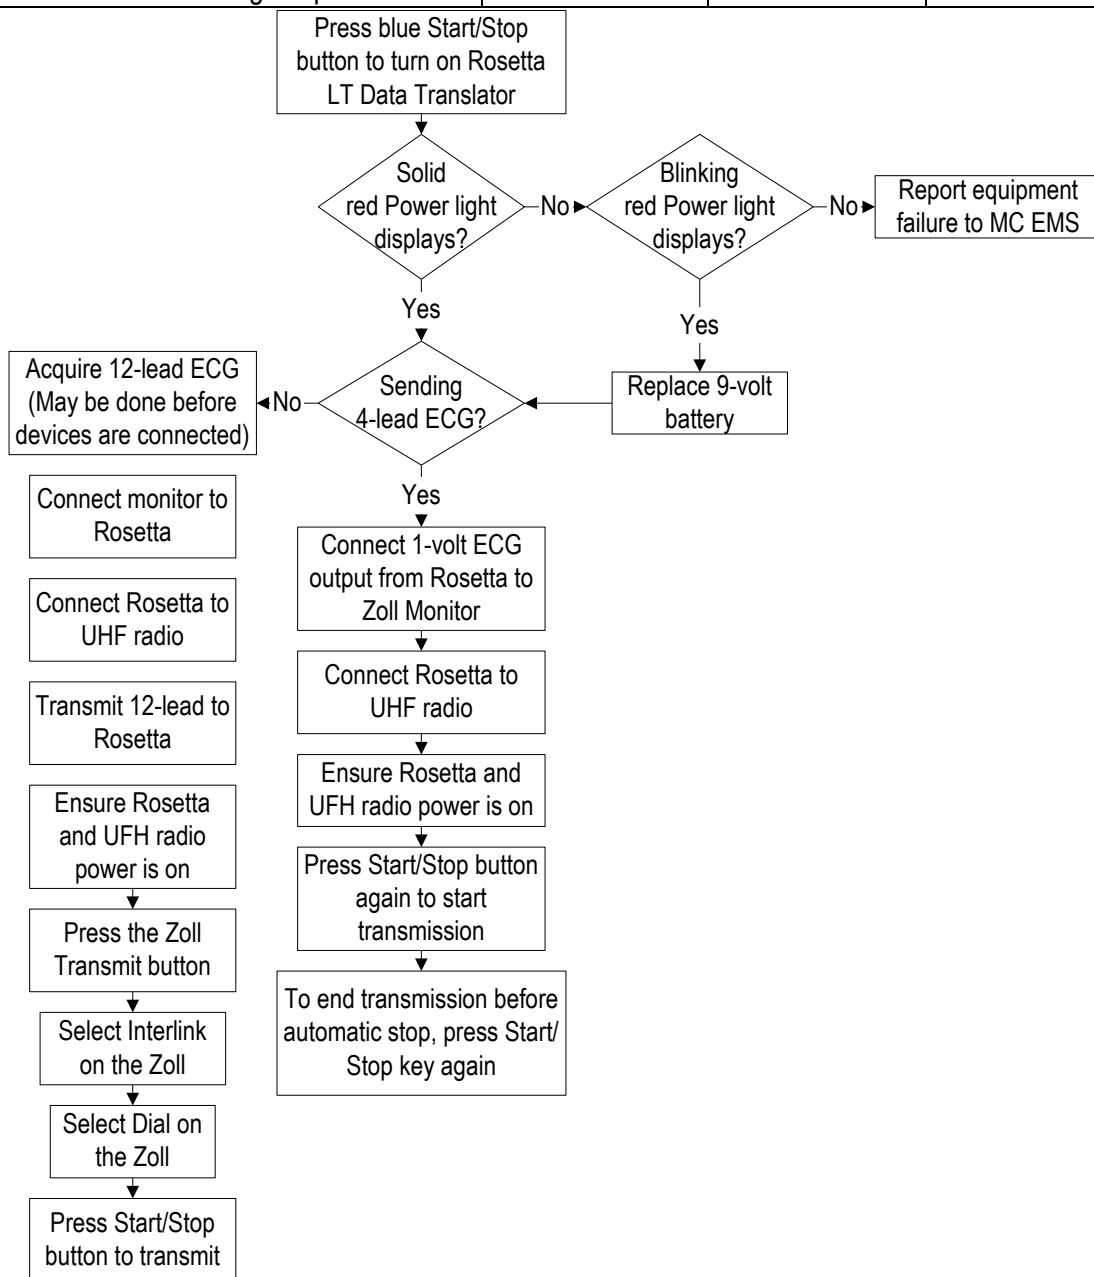 Press blue Start/Stop
button to turn on Rosetta
LT Data Translator
Solid
red Power light
displays?
No
Blinking
red Power light
displays?
No
Report equipment
failure to MC EMS
Yes
Yes
Acquire 12-lead ECG
(May be done before
devices are connected)
No
Sending
4-lead ECG?
Replace 9-volt
battery
Yes
Connect monitor to
Rosetta
Connect Rosetta to
UHF radio
Transmit 12-lead to
Rosetta
Ensure Rosetta
and UFH radio
power is on
Press the Zoll
Transmit button
Select Interlink
on the Zoll
Select Dial on
the Zoll
Press Start/Stop
button to transmit
Connect 1-volt ECG
output from Rosetta to
Zoll Monitor
Connect Rosetta to
UHF radio
Ensure Rosetta and
UFH radio power is on
Press Start/Stop button
again to start
transmission
To end transmission before
automatic stop, press Start/
Stop key again